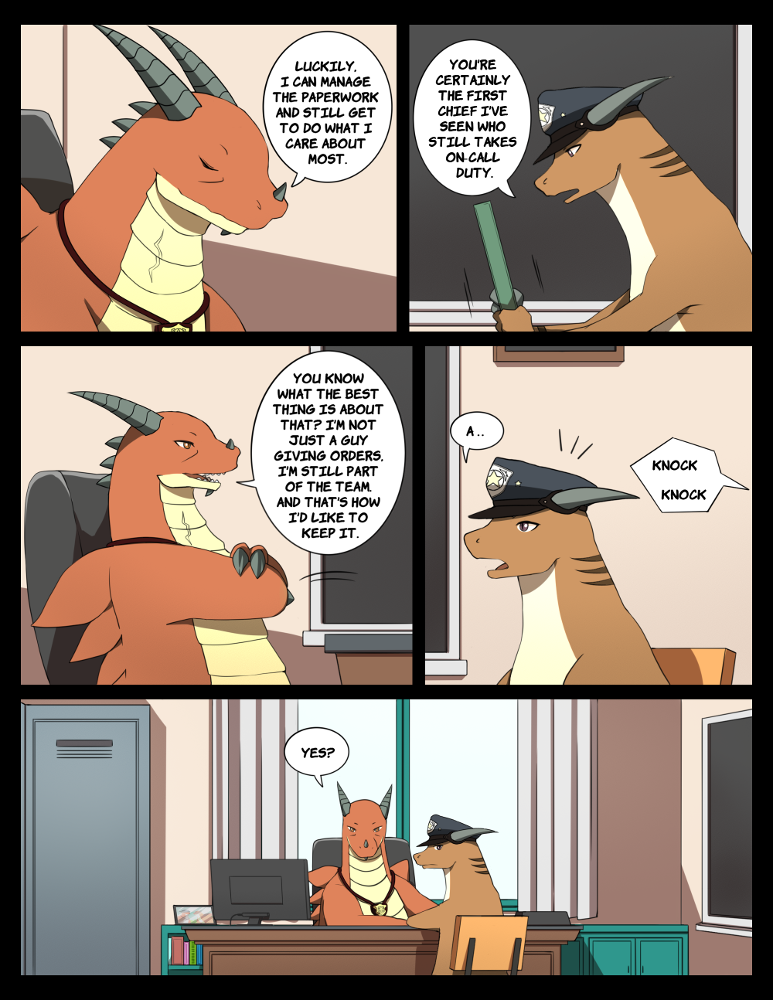 LUCKILY,
I CAN MANAGE
THE PAPERWORK
AND STILL GET
TO DO WHAT I
CARE ABOUT
MOST.
YOU'RE
CERTAINLY
THE FIRST
CHIEF I'VE
SEEN WHO
STILL TAKES
ON-CALL
DUTY.
YOU KNOW
WHAT THE BEST
THING IS ABOUT
THAT? I'M NOT
JUST A GUY
GIVING ORDERS.
I'M STILL PART
OF THE TEAM.
AND THAT'S HOW
I'D LIKE TO
KEEP IT.
A..
KNOCK
KNOCK
YES?